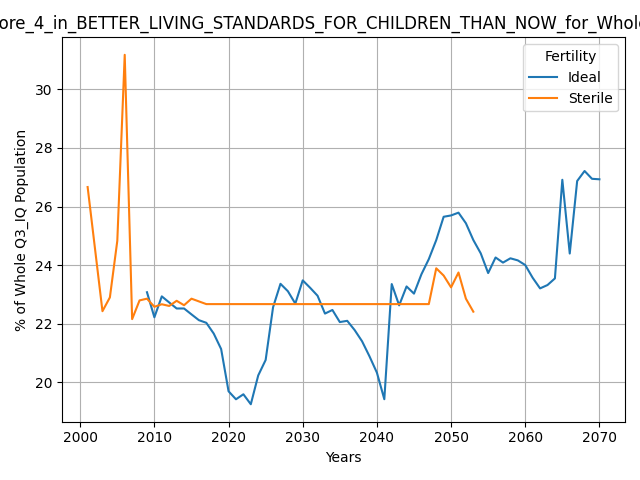 ore_4_in_BETTER_LIVING_STANDARDS_FOR_CHILDREN_THAN_NOW_for_Whole
Fertility
Ideal
Sterile
% of Whole Q3_IQ Population
30
28
26
24
22
20
2000 2010 2020 2030 2040 2050 2060 2070
Years